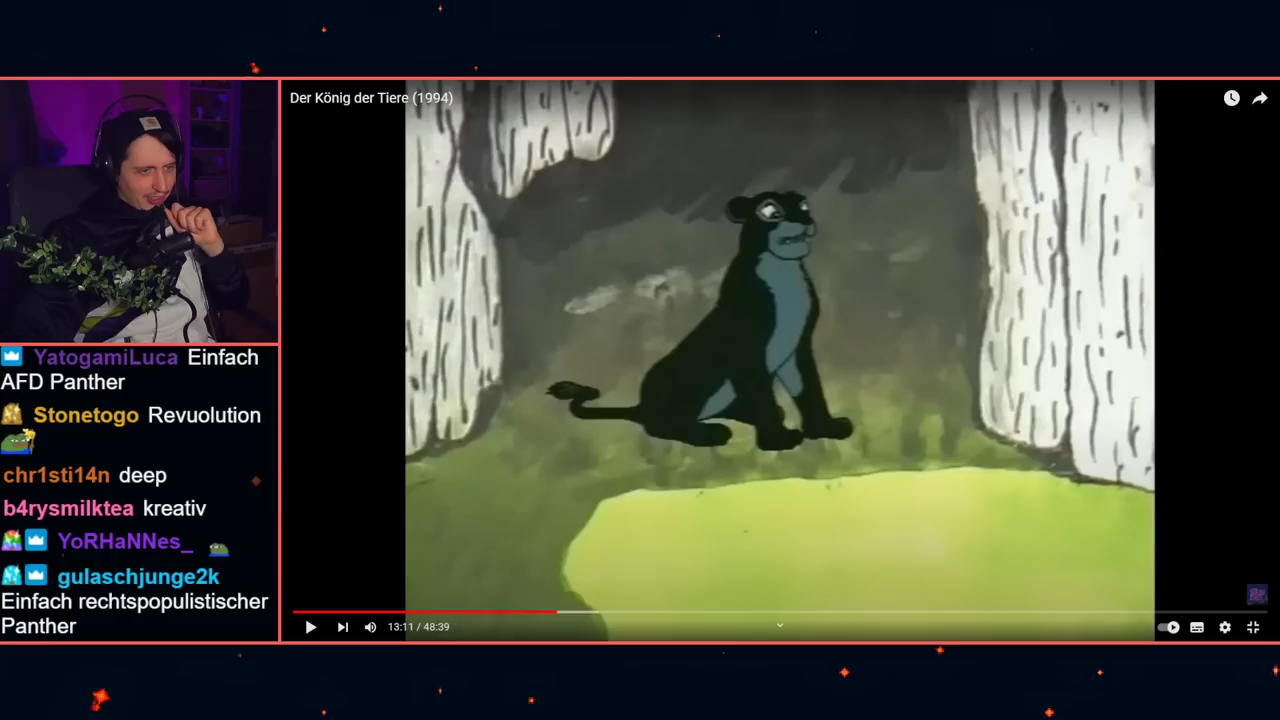 Der König der Tiere (1994)
YatogamiLuca Einfach
AFD Panther
Stonetogo Revuolution
chr1sti14n deep
b4rysmilktea kreativ
YoRHaNNes_
gulaschjunge2k
Einfach rechtspopulistischer
Panther
13:11 / 48:39